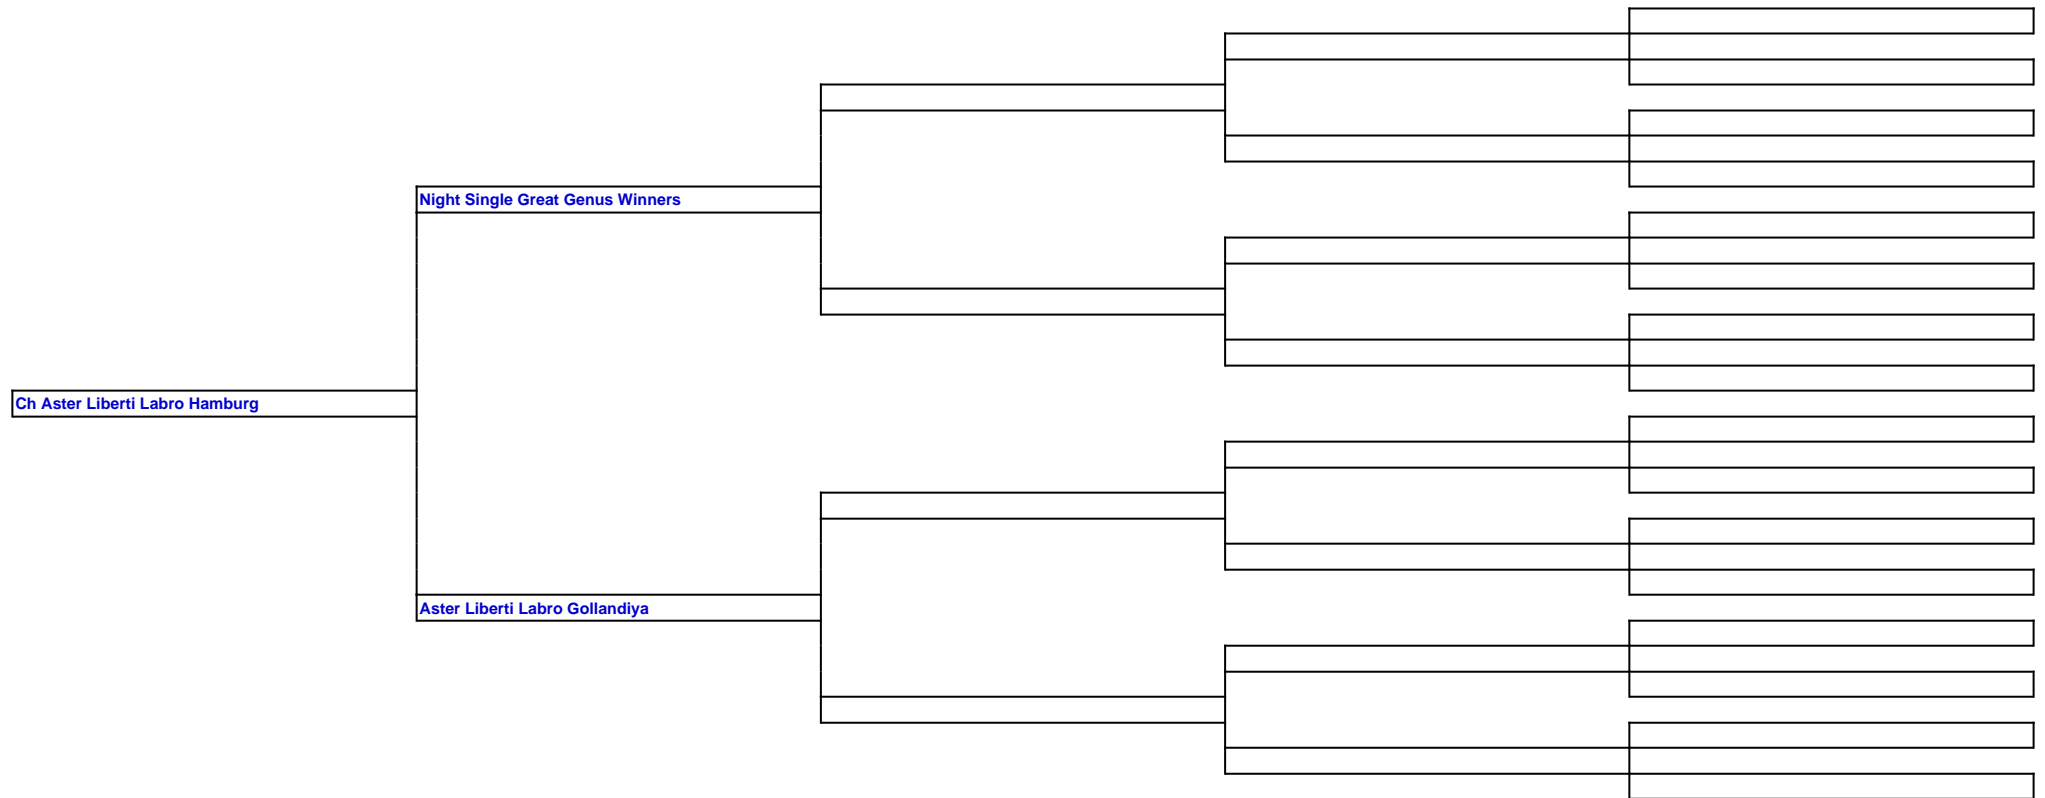 Night Single Great Genus Winners
Ch Aster Liberti Labro Hamburg
Aster Liberti Labro Gollandiya